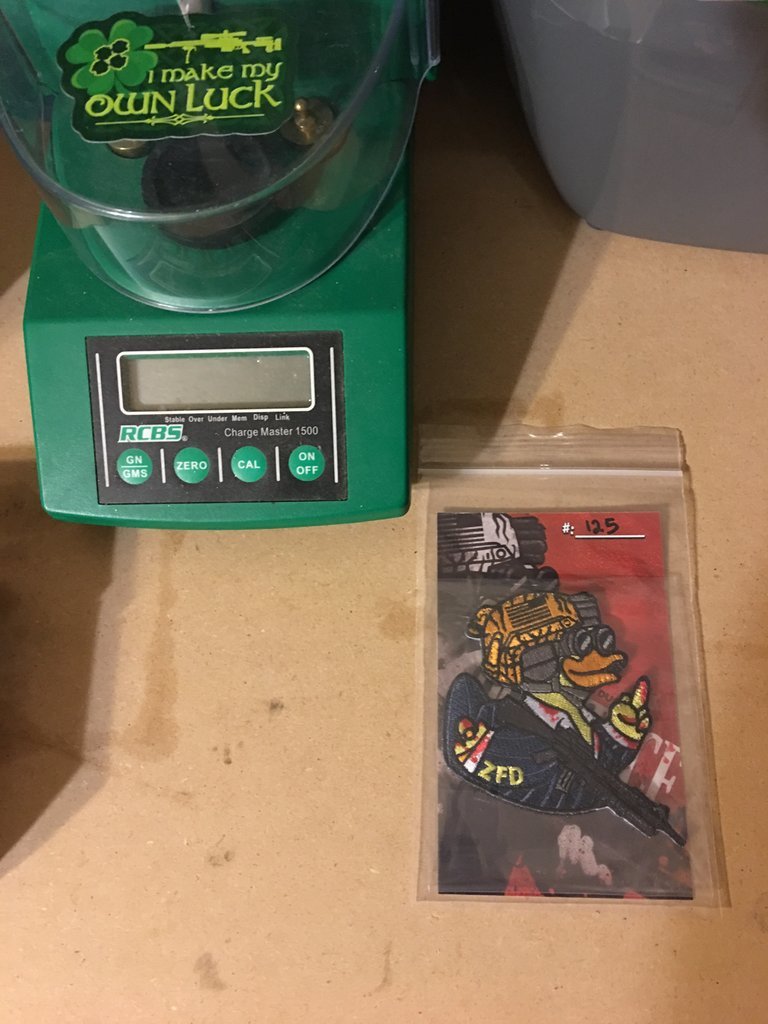 I MAKE MY
OWN LUCK
Stable Over Under Mem Disp Link
RCBS® Charge Master 1500
GN
GMS
ZERO
CAL
ON
OFF
#: 125
DU
ZFD